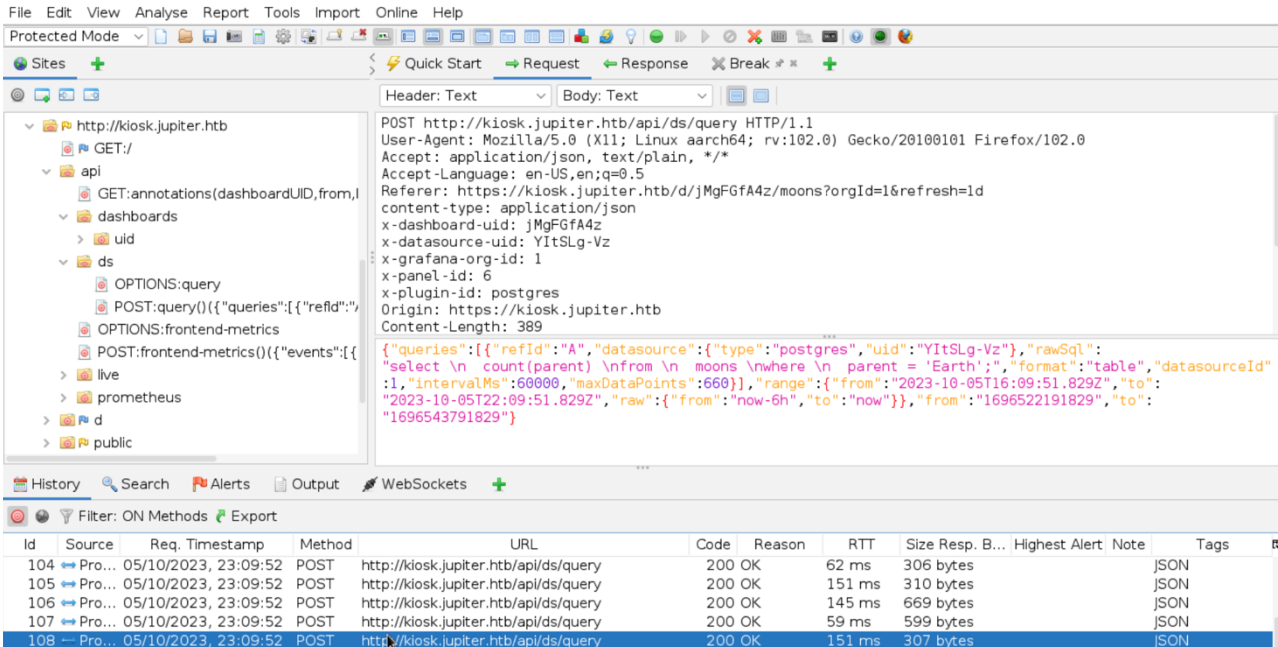 File Edit View Analyse Report Tools Import Online Help
Protected Mode
Sites
Quick Start Request Response Break
Header: Text Body: Text
http://kiosk.jupiter.htb
GET:/
api
GET:annotations(dashboardUID,from,l
dashboards
uid
ds
OPTIONS:query
POST:query()({"queries":[{"refId":"A
OPTIONS:frontend-metrics
POST:frontend-metrics()({"events":[{
live
prometheus
d
public
POST http://kiosk.jupiter.htb/api/ds/query HTTP/1.1
User-Agent: Mozilla/5.0 (X11; Linux aarch64; rv:102.0) Gecko/20100101 Firefox/102.0
Accept: application/json, text/plain, */*
Accept-Language: en-US,en;q=0.5
Referer: https://kiosk.jupiter.htb/d/jMgFGfA4z/moons?orgId=1&refresh=1d
content-type: application/json
x-dashboard-uid: jMgFGfA4z
x-datasource-uid: YItSLg-Vz
x-grafana-org-id: 1
x-panel-id: 6
x-plugin-id: postgres
Origin: https://kiosk.jupiter.htb
Content-Length: 389
{"queries":[{"refId":"A","datasource":{"type":"postgres","uid":"YItSLg-Vz"},"rawSql":
"select \n  count(parent) \nfrom \n  moons \nwhere \n  parent = 'Earth';","format":"table","datasourceId"
:1,"intervalMs":60000,"maxDataPoints":660}],"range":{"from":"2023-10-05T16:09:51.829Z","to":
"2023-10-05T22:09:51.829Z","raw":{"from":"now-6h","to":"now"}},"from":"1696522191829","to":
"1696543791829"}
History Search Alerts Output WebSockets
Filter: ON Methods Export
Id Source Req. Timestamp Method URL Code Reason RTT Size Resp. B... Highest Alert Note Tags
104 Pro... 05/10/2023, 23:09:52 POST http://kiosk.jupiter.htb/api/ds/query 200 OK 62 ms 306 bytes JSON
105 Pro... 05/10/2023, 23:09:52 POST http://kiosk.jupiter.htb/api/ds/query 200 OK 151 ms 310 bytes JSON
106 Pro... 05/10/2023, 23:09:52 POST http://kiosk.jupiter.htb/api/ds/query 200 OK 145 ms 669 bytes JSON
107 Pro... 05/10/2023, 23:09:52 POST http://kiosk.jupiter.htb/api/ds/query 200 OK 59 ms 599 bytes JSON
108 Pro... 05/10/2023, 23:09:52 POST http://kiosk.jupiter.htb/api/ds/query 200 OK 151 ms 307 bytes JSON